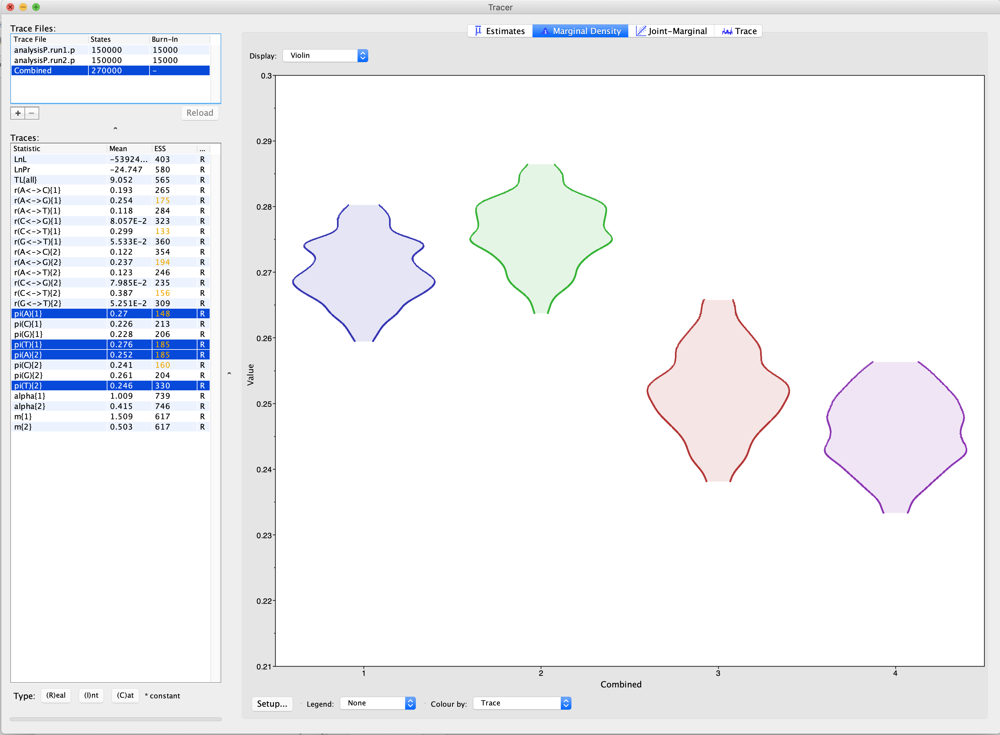 Tracer
Trace Files:
Trace File States Burn-In
analysisP.run1.p 150000 15000
analysisP.run2.p 150000 15000
Combined 270000 -
+ − Reload
Traces:
Statistic Mean ESS ...
LnL -53924... 403 R
LnPr -24.747 580 R
TL{all} 9.052 565 R
r(A<->C){1} 0.193 265 R
r(A<->G){1} 0.254 175 R
r(A<->T){1} 0.118 284 R
r(C<->G){1} 8.057E-2 323 R
r(C<->T){1} 0.299 133 R
r(G<->T){1} 5.533E-2 360 R
r(A<->C){2} 0.122 354 R
r(A<->G){2} 0.237 194 R
r(A<->T){2} 0.123 246 R
r(C<->G){2} 7.985E-2 235 R
r(C<->T){2} 0.387 156 R
r(G<->T){2} 5.251E-2 309 R
pi(A){1} 0.27 148 R
pi(C){1} 0.226 213 R
pi(G){1} 0.228 206 R
pi(T){1} 0.276 185 R
pi(A){2} 0.252 185 R
pi(C){2} 0.241 160 R
pi(G){2} 0.261 204 R
pi(T){2} 0.246 330 R
alpha{1} 1.009 739 R
alpha{2} 0.415 746 R
m{1} 1.509 617 R
m{2} 0.503 617 R
Type: (R)eal (I)nt (C)at * constant
Estimates Marginal Density Joint-Marginal Trace
Display: Violin
0.3
0.29
0.28
0.27
0.26
0.25
0.24
0.23
0.22
0.21
Value
1 2 3 4
Combined
Setup... Legend: None Colour by: Trace